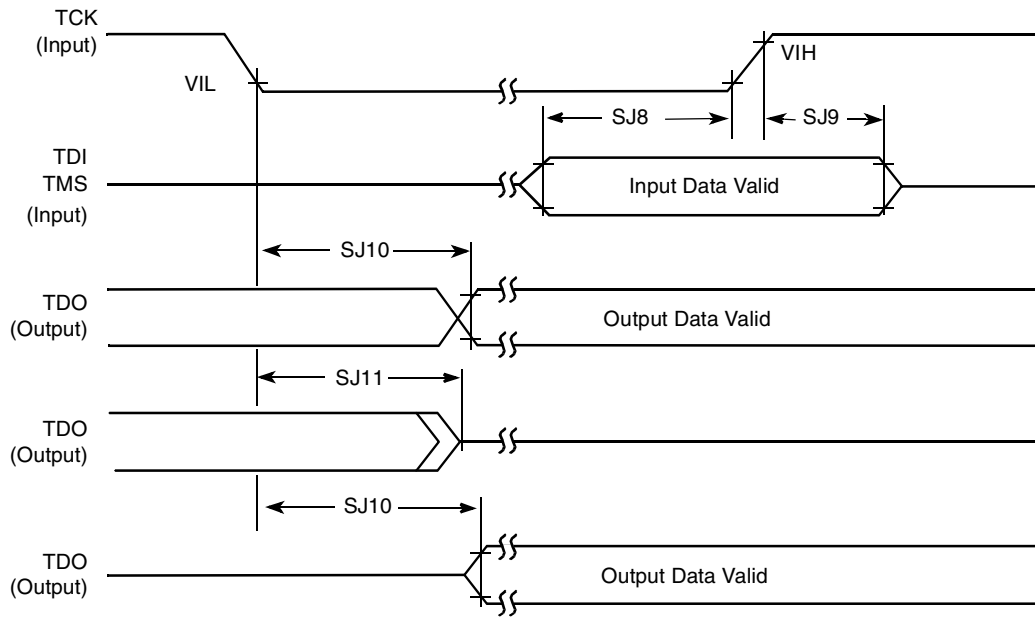 TCK
(Input)
VIL
VIH
SJ8
SJ9
TDI
TMS
(Input)
Input Data Valid
SJ10
TDO
(Output)
Output Data Valid
SJ11
TDO
(Output)
SJ10
TDO
(Output)
Output Data Valid